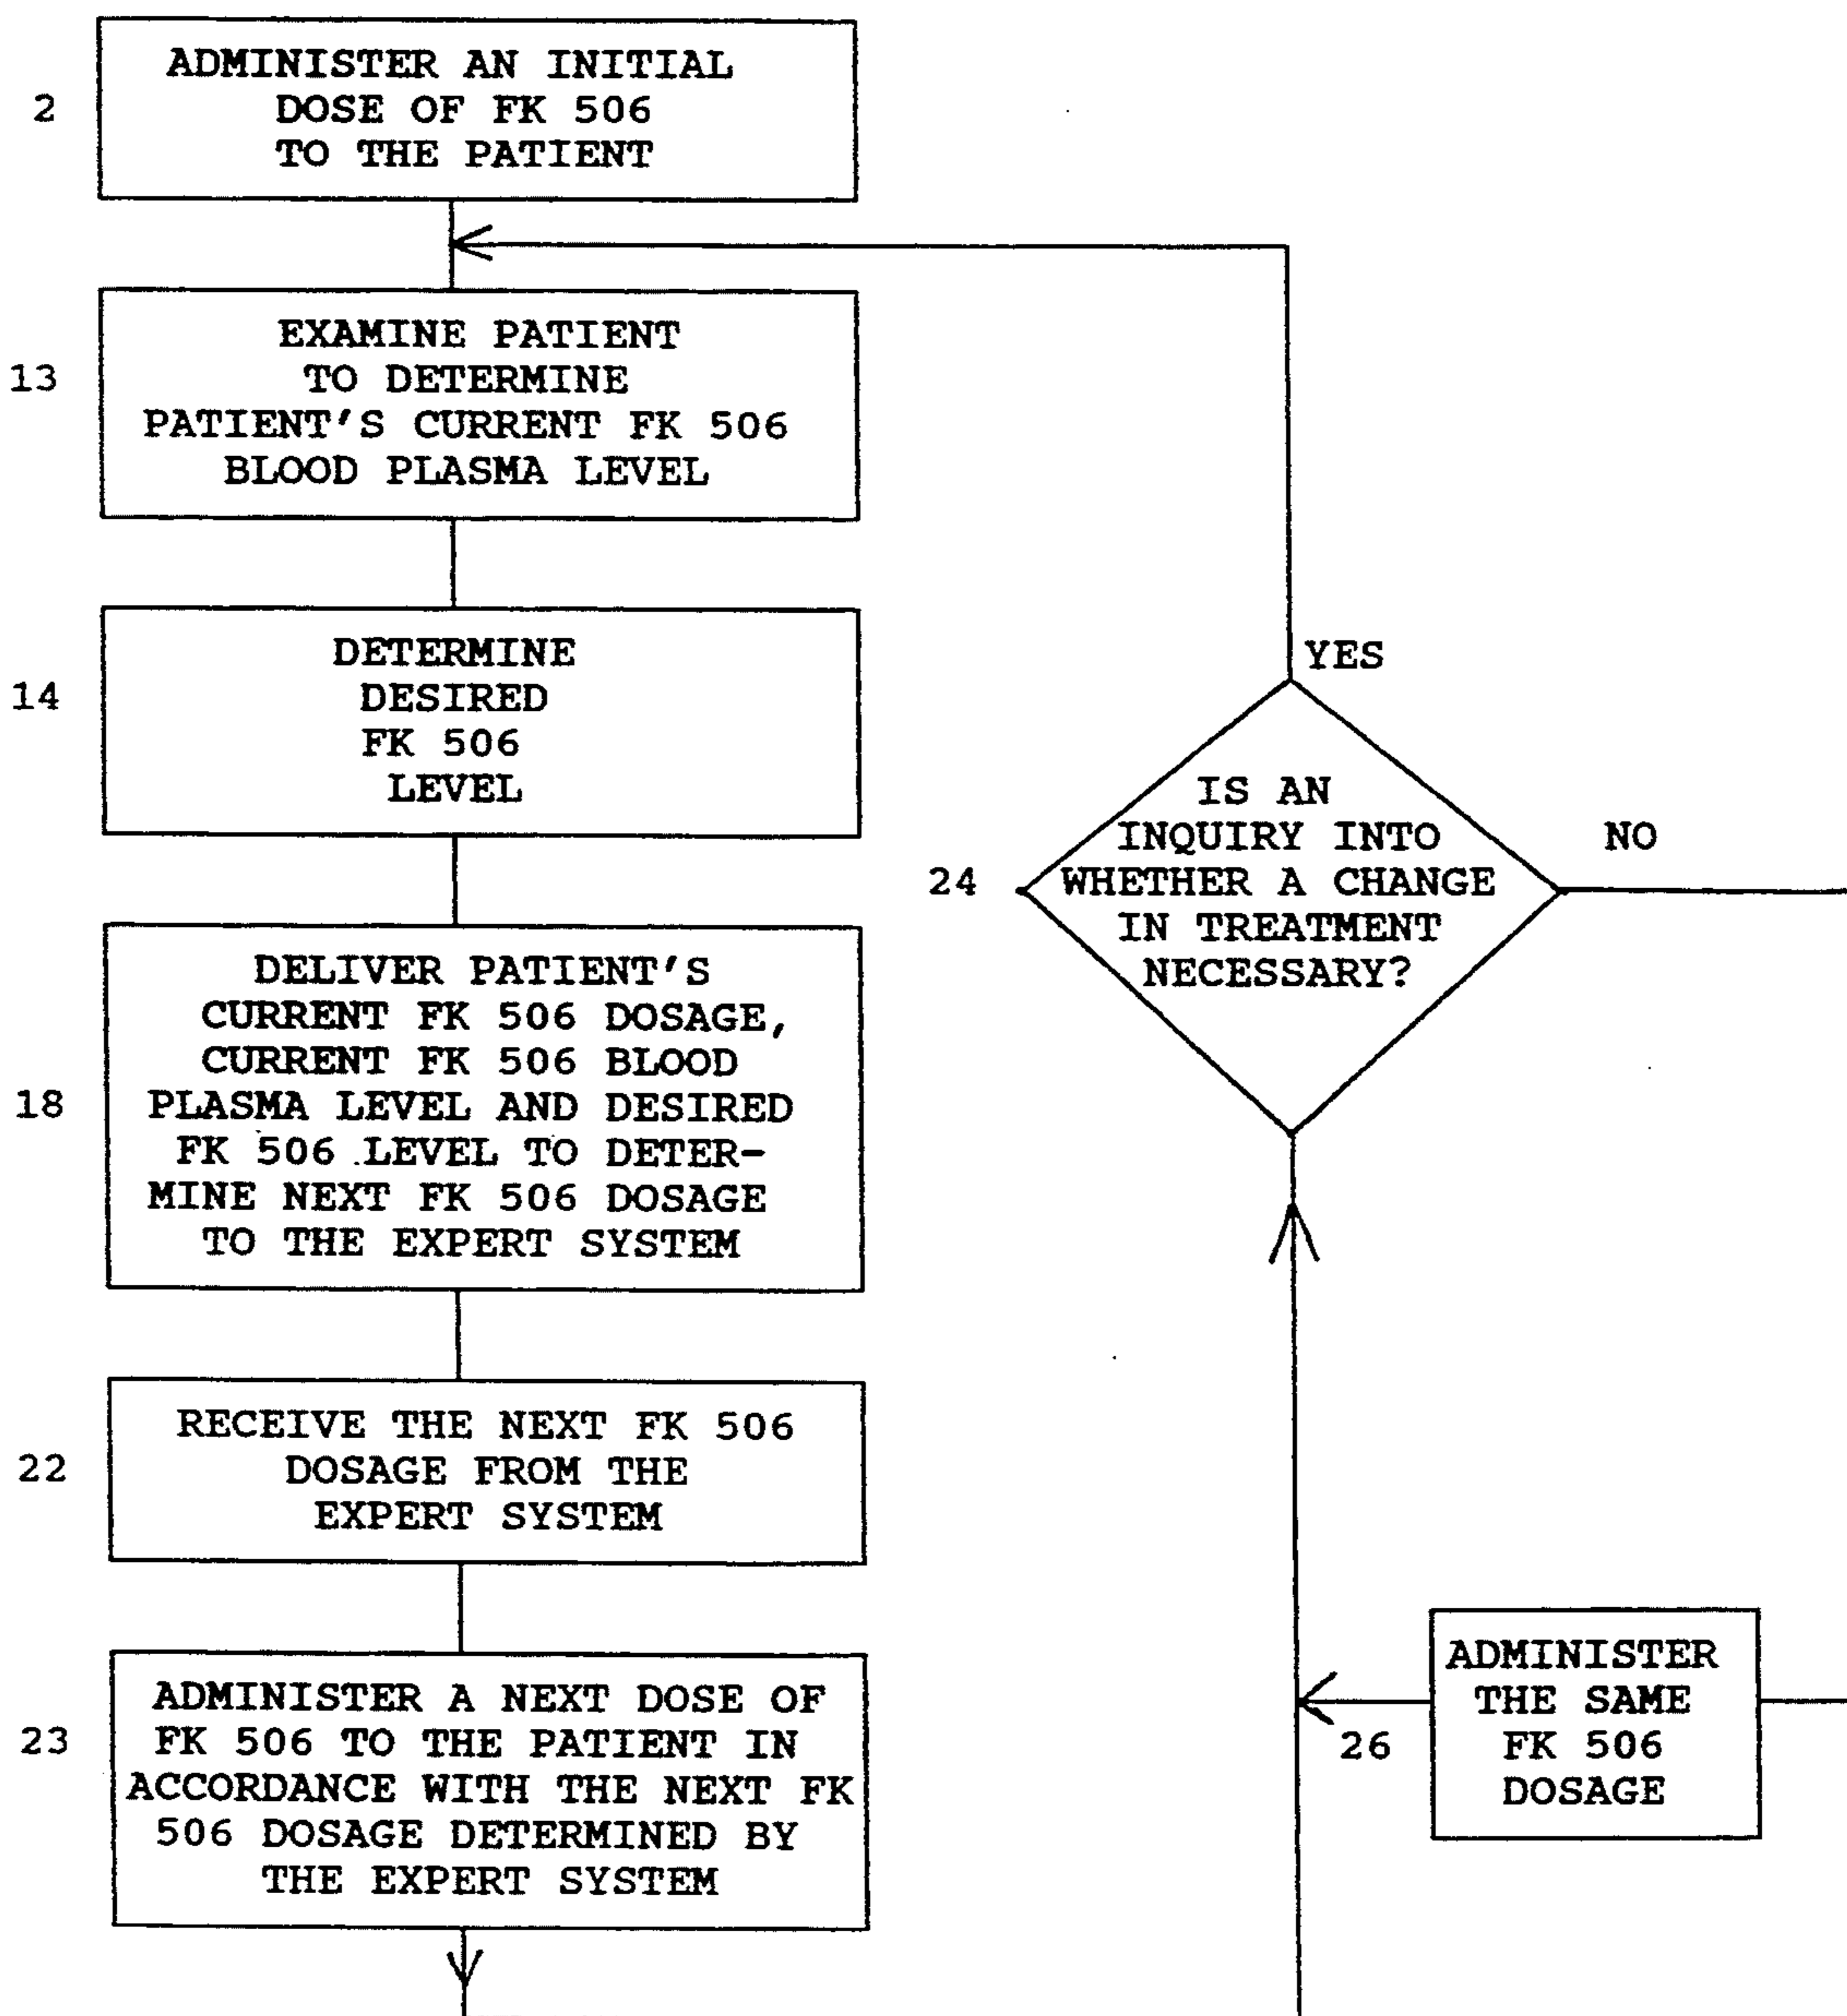 2
ADMINISTER AN INITIAL
DOSE OF FK 506
TO THE PATIENT
13
EXAMINE PATIENT
TO DETERMINE
PATIENT'S CURRENT FK 506
BLOOD PLASMA LEVEL
14
DETERMINE
DESIRED
FK 506
LEVEL
18
DELIVER PATIENT'S
CURRENT FK 506 DOSAGE,
CURRENT FK 506 BLOOD
PLASMA LEVEL AND DESIRED
FK 506 LEVEL TO DETER-
MINE NEXT FK 506 DOSAGE
TO THE EXPERT SYSTEM
22
RECEIVE THE NEXT FK 506
DOSAGE FROM THE
EXPERT SYSTEM
23
ADMINISTER A NEXT DOSE OF
FK 506 TO THE PATIENT IN
ACCORDANCE WITH THE NEXT FK
506 DOSAGE DETERMINED BY
THE EXPERT SYSTEM
YES
24
IS AN
INQUIRY INTO
WHETHER A CHANGE
IN TREATMENT
NECESSARY?
NO
ADMINISTER
THE SAME
FK 506
DOSAGE
26